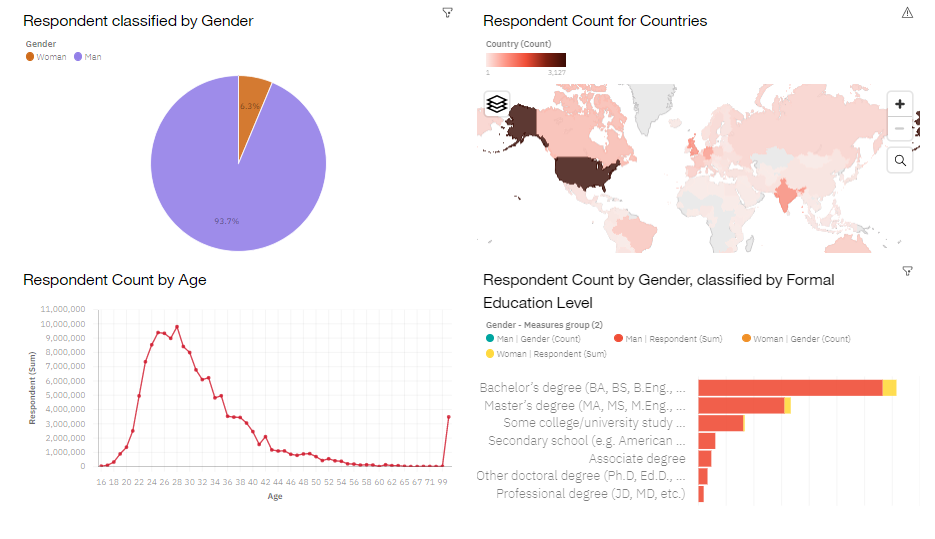 Respondent classified by Gender
Gender
Woman Man
6.3%
93.7%
Respondent Count for Countries
Country (Count)
1 3,127
Respondent Count by Age
Respondent (Sum)
11,000,000
10,000,000
9,000,000
8,000,000
7,000,000
6,000,000
5,000,000
4,000,000
3,000,000
2,000,000
1,000,000
0
16 18 20 22 24 26 28 30 32 34 36 38 40 42 44 46 48 50 52 54 56 58 60 62 65 67 71 99
Age
Respondent Count by Gender, classified by Formal
Education Level
Gender - Measures group (2)
Man | Gender (Count) Man | Respondent (Sum) Woman | Gender (Count)
Woman | Respondent (Sum)
Bachelor's degree (BA, BS, B.Eng., ...
Master's degree (MA, MS, M.Eng., ...
Some college/university study ...
Secondary school (e.g. American ...
Associate degree
Other doctoral degree (Ph.D, Ed.D., ...
Professional degree (JD, MD, etc.)